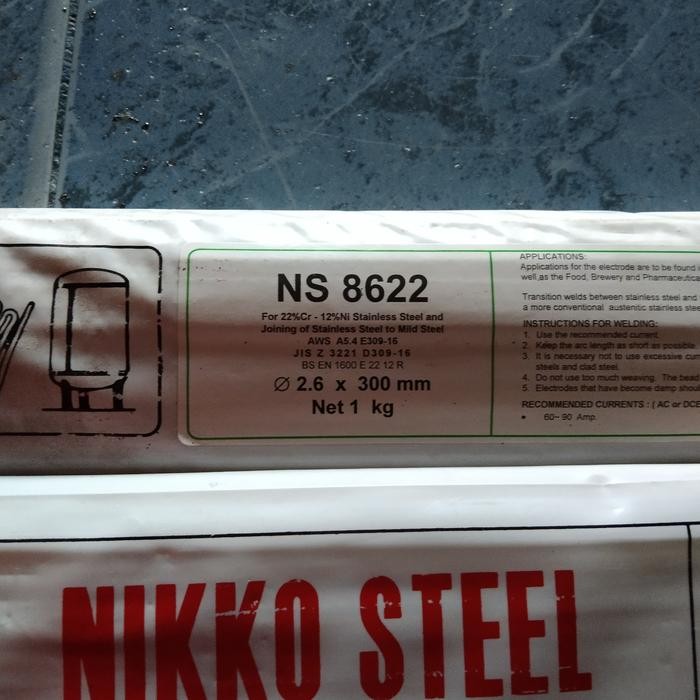 NS 8622
For 22%Cr - 12%Ni Stainless Steel and
Joining of Stainless Steel to Mild Steel
AWS A5.4 E309-16
JIS Z 3221 D309-16
BS EN 1600 E 22 12 R
Ø 2.6 x 300 mm
Net 1 kg
APPLICATIONS:
Applications for the electrode are to be found
well as the Food, Brewery and Pharmaceutica
Transition welds between stainless steel and
a more conventional austenitic stainless stee
INSTRUCTIONS FOR WELDING:
1. Use the recommended current.
2. Keep the arc length as short as possible
3. It is necessary not to use excessive cur
steels and clad steel.
4. Do not use too much weaving. The bead
5. Electrodes that have become damp shou
RECOMMENDED CURRENTS : ( AC or DCE
• 60~ 90 Amp.
NIKKO STEEL